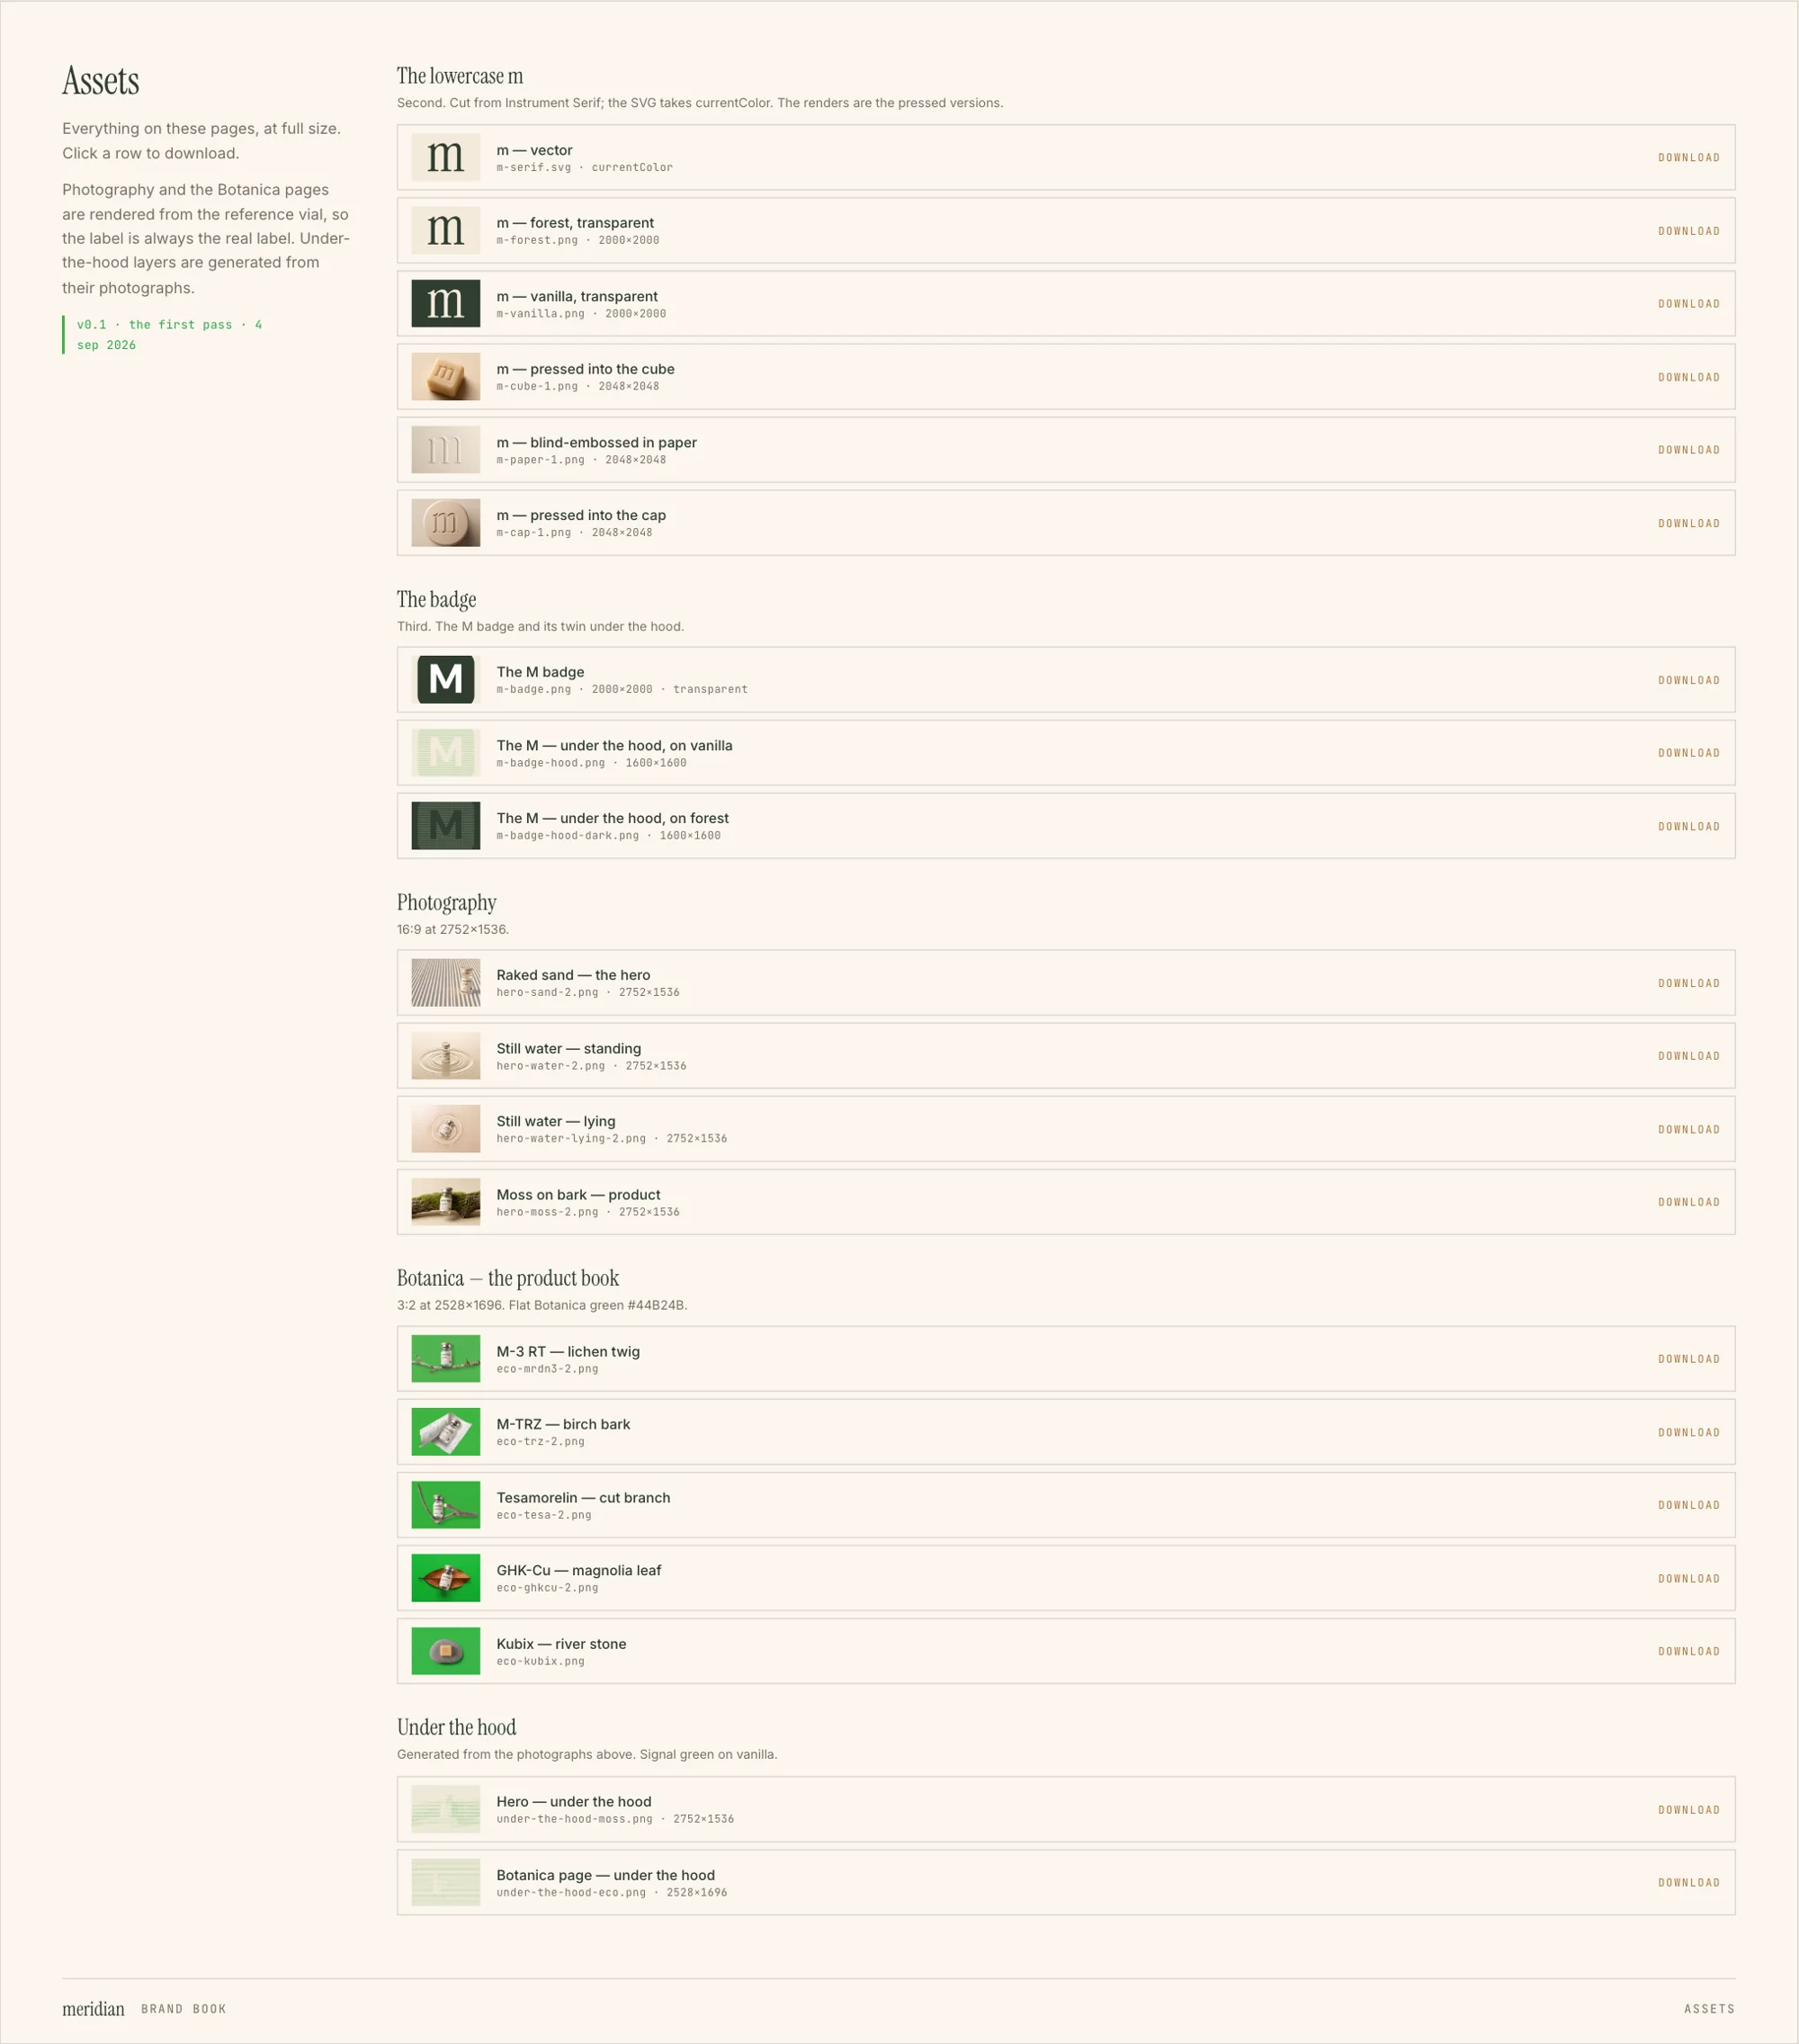 Assets
Everything on these pages, at full size.
Click a row to download.
Photography and the Botanica pages
are rendered from the reference vial, so
the label is always the real label. Under-
the-hood layers are generated from
their photographs.
v0.1 · the first pass · 4
sep 2026
The lowercase m
Second. Cut from Instrument Serif; the SVG takes currentColor. The renders are the pressed versions.
m
m — vector
m-serif.svg · currentColor
DOWNLOAD
m
m — forest, transparent
m-forest.png · 2000×2000
DOWNLOAD
m
m — vanilla, transparent
m-vanilla.png · 2000×2000
DOWNLOAD
m
m — pressed into the cube
m-cube-1.png · 2048×2048
DOWNLOAD
m
m — blind-embossed in paper
m-paper-1.png · 2048×2048
DOWNLOAD
m
m — pressed into the cap
m-cap-1.png · 2048×2048
DOWNLOAD
The badge
Third. The M badge and its twin under the hood.
M
The M badge
m-badge.png · 2000×2000 · transparent
DOWNLOAD
M
The M — under the hood, on vanilla
m-badge-hood.png · 1600×1600
DOWNLOAD
M
The M — under the hood, on forest
m-badge-hood-dark.png · 1600×1600
DOWNLOAD
Photography
16:9 at 2752×1536.
Raked sand — the hero
hero-sand-2.png · 2752×1536
DOWNLOAD
Still water — standing
hero-water-2.png · 2752×1536
DOWNLOAD
Still water — lying
hero-water-lying-2.png · 2752×1536
DOWNLOAD
Moss on bark — product
hero-moss-2.png · 2752×1536
DOWNLOAD
Botanica — the product book
3:2 at 2528×1696. Flat Botanica green #44B24B.
M-3 RT — lichen twig
eco-mrdn3-2.png
DOWNLOAD
M-TRZ — birch bark
eco-trz-2.png
DOWNLOAD
Tesamorelin — cut branch
eco-tesa-2.png
DOWNLOAD
GHK-Cu — magnolia leaf
eco-ghkcu-2.png
DOWNLOAD
Kubix — river stone
eco-kubix.png
DOWNLOAD
Under the hood
Generated from the photographs above. Signal green on vanilla.
Hero — under the hood
under-the-hood-moss.png · 2752×1536
DOWNLOAD
Botanica page — under the hood
under-the-hood-eco.png · 2528×1696
DOWNLOAD
meridian BRAND BOOK
ASSETS